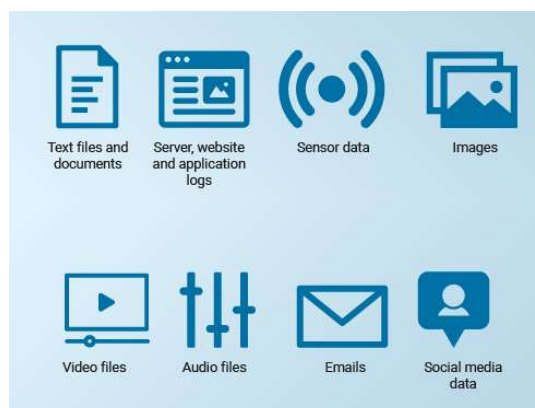 Text files and
documents
Server, website
and application
logs
Sensor data
Images
Video files
Audio files
Emails
Social media
data